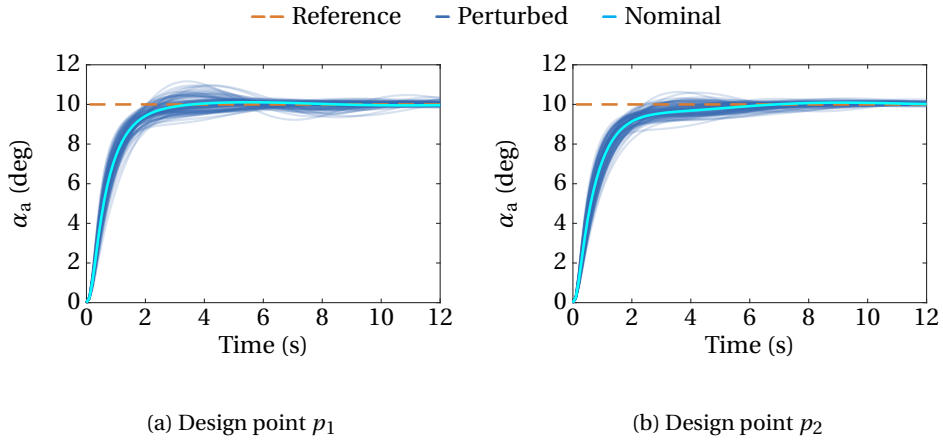 Reference Perturbed Nominal
12
10
8
6
4
2
0
αa (deg)
0 2 4 6 8 10 12
Time (s)
(a) Design point p1
12
10
8
6
4
2
0
αa (deg)
0 2 4 6 8 10 12
Time (s)
(b) Design point p2